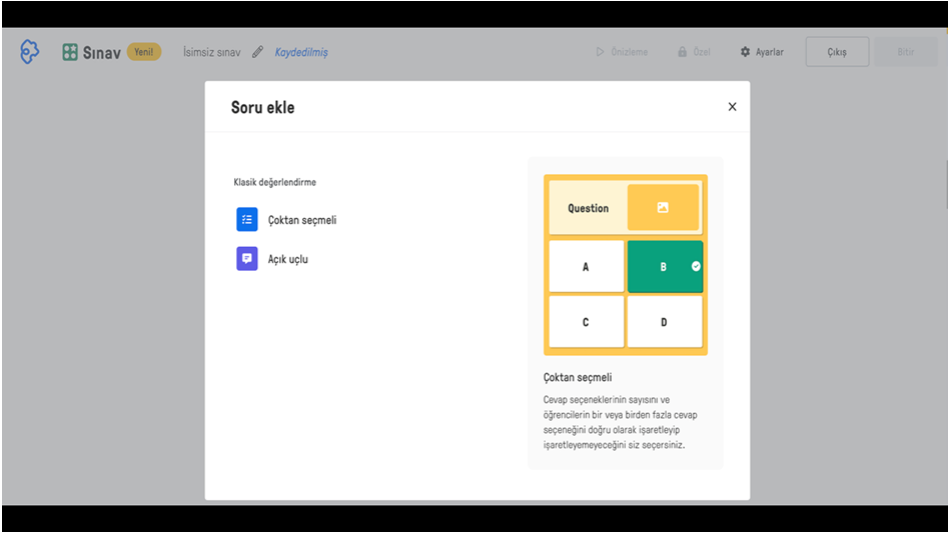 Sınav Yeni! İsimsiz sınav Kaydedilmiş Önizleme Özel Ayarlar Çıkış Bitir
Soru ekle
Klasik değerlendirme
Çoktan seçmeli
Açık uçlu
Question
A B
C D
Çoktan seçmeli
Cevap seçeneklerinin sayısını ve
öğrencilerin bir veya birden fazla cevap
seçeneğini doğru olarak işaretleyip
işaretleyemeyeceğini siz seçersiniz.